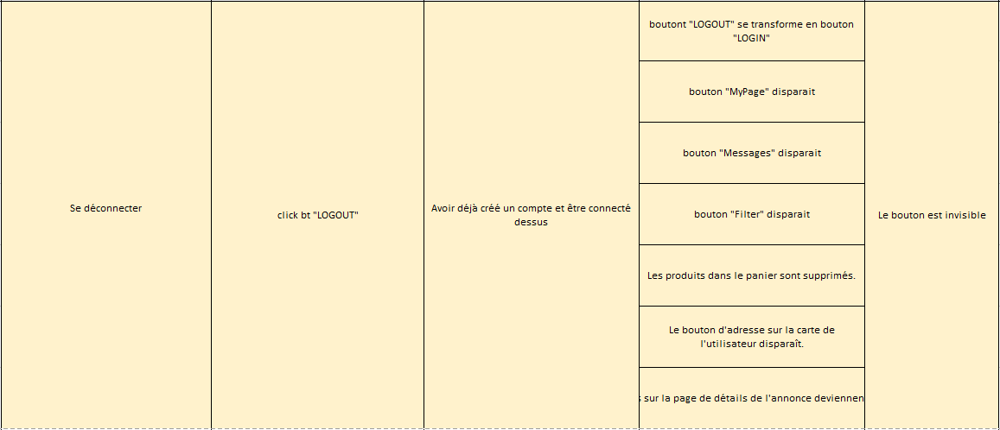 Se déconnecter
click bt "LOGOUT"
Avoir déjà créé un compte et être connecté
dessus
boutont "LOGOUT" se transforme en bouton
"LOGIN"
bouton "MyPage" disparait
bouton "Messages" disparait
bouton "Filter" disparait
Les produits dans le panier sont supprimés.
Le bouton d'adresse sur la carte de
l'utilisateur disparaît.
sur la page de détails de l'annonce deviennen
Le bouton est invisible